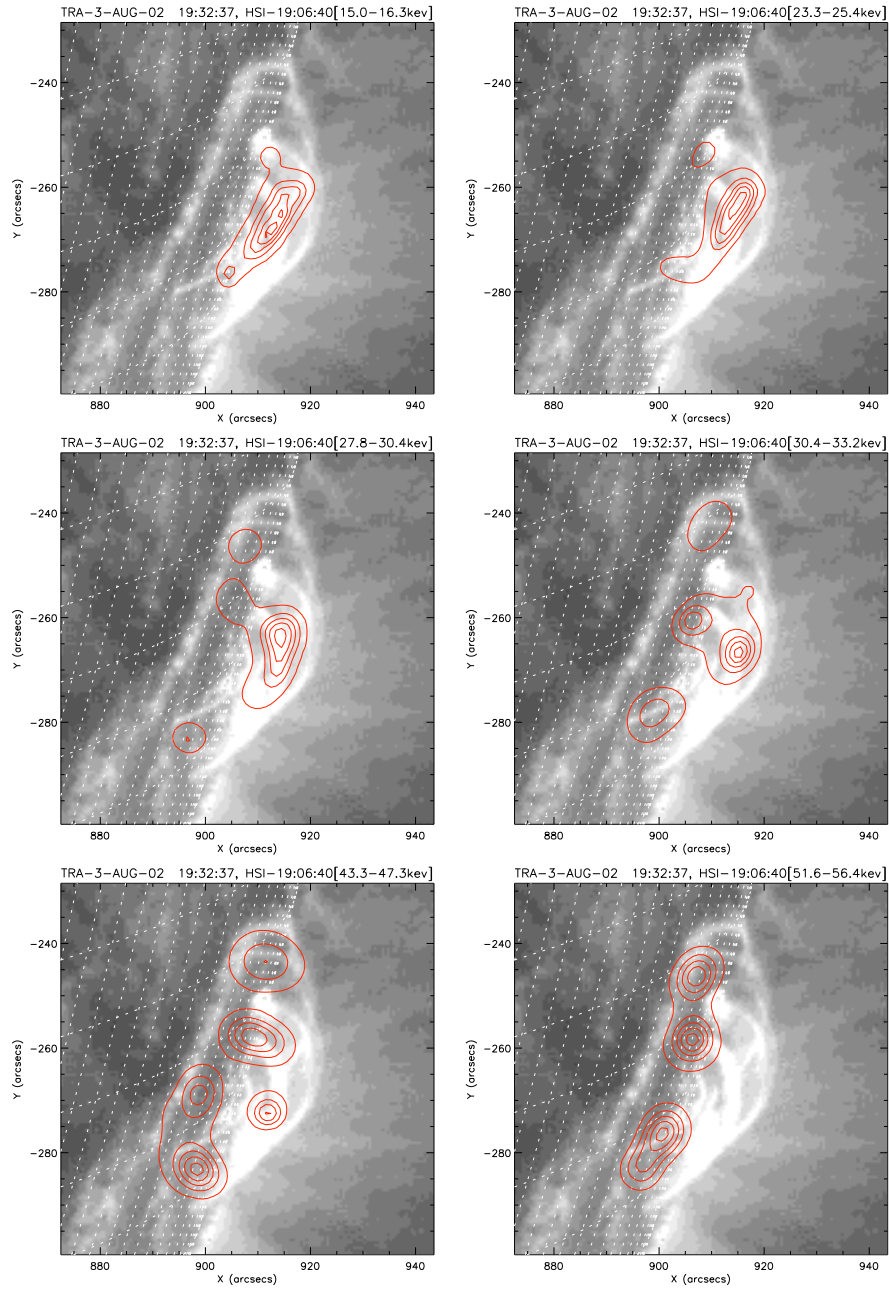 TRA-3-AUG-02 19:32:37, HSI-19:06:40[15.0-16.3kev]
-240
-260
-280
Y (arcsecs)
880 900 920 940
X (arcsecs)
TRA-3-AUG-02 19:32:37, HSI-19:06:40[23.3-25.4kev]
-240
-260
-280
Y (arcsecs)
880 900 920 940
X (arcsecs)
TRA-3-AUG-02 19:32:37, HSI-19:06:40[27.8-30.4kev]
-240
-260
-280
Y (arcsecs)
880 900 920 940
X (arcsecs)
TRA-3-AUG-02 19:32:37, HSI-19:06:40[30.4-33.2kev]
-240
-260
-280
Y (arcsecs)
880 900 920 940
X (arcsecs)
TRA-3-AUG-02 19:32:37, HSI-19:06:40[43.3-47.3kev]
-240
-260
-280
Y (arcsecs)
880 900 920 940
X (arcsecs)
TRA-3-AUG-02 19:32:37, HSI-19:06:40[51.6-56.4kev]
-240
-260
-280
Y (arcsecs)
880 900 920 940
X (arcsecs)